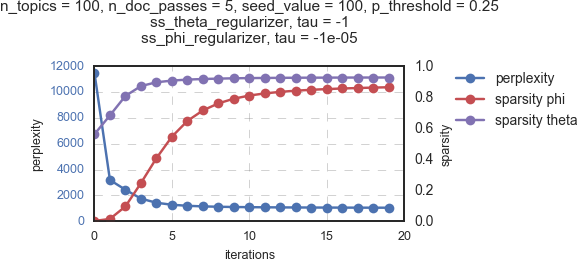 n_topics = 100, n_doc_passes = 5, seed_value = 100, p_threshold = 0.25
ss_theta_regularizer, tau = -1
ss_phi_regularizer, tau = -1e-05
12000
10000
8000
6000
4000
2000
0
perplexity
0
5
10
15
20
iterations
1.0
0.8
0.6
0.4
0.2
0.0
sparsity
perplexity
sparsity phi
sparsity theta